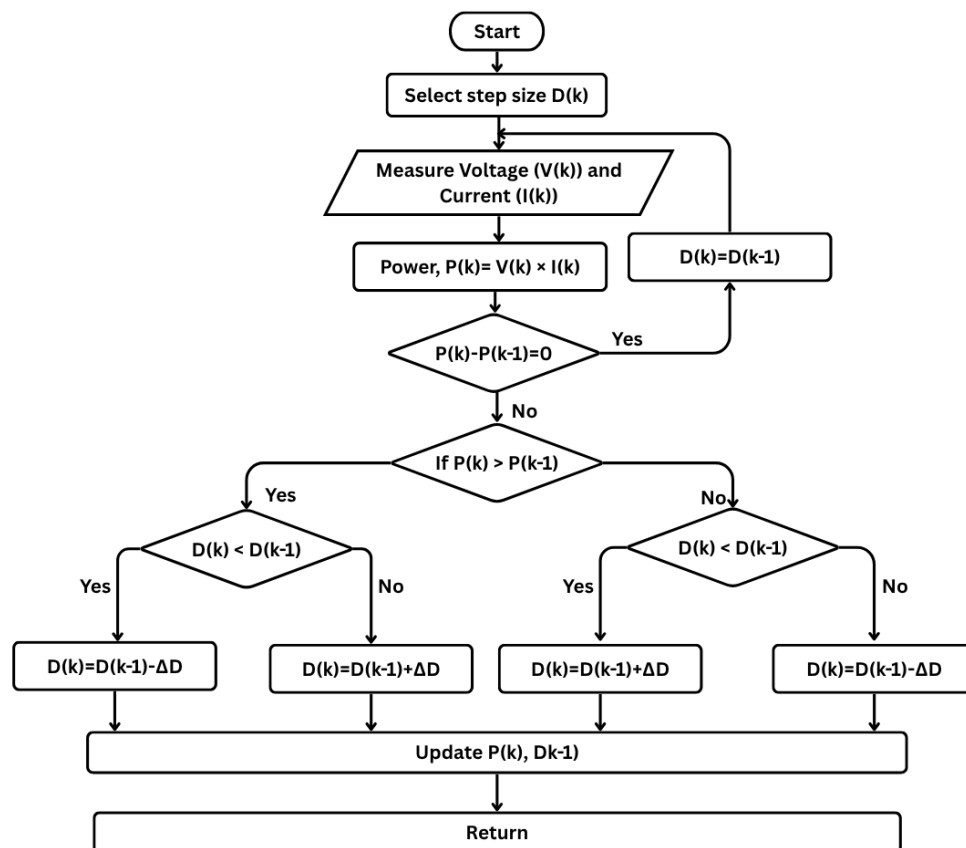 Start
Select step size D(k)
Measure Voltage (V(k)) and
Current (I(k))
D(k)=D(k-1)
Power, P(k)= V(k) × I(k)
Yes
P(k)-P(k-1)=0
No
If P(k) > P(k-1)
Yes
No
D(k) < D(k-1)
D(k) < D(k-1)
Yes
No
Yes
No
D(k)=D(k-1)-ΔD
D(k)=D(k-1)+ΔD
D(k)=D(k-1)+ΔD
D(k)=D(k-1)-ΔD
Update P(k), Dk-1)
Return